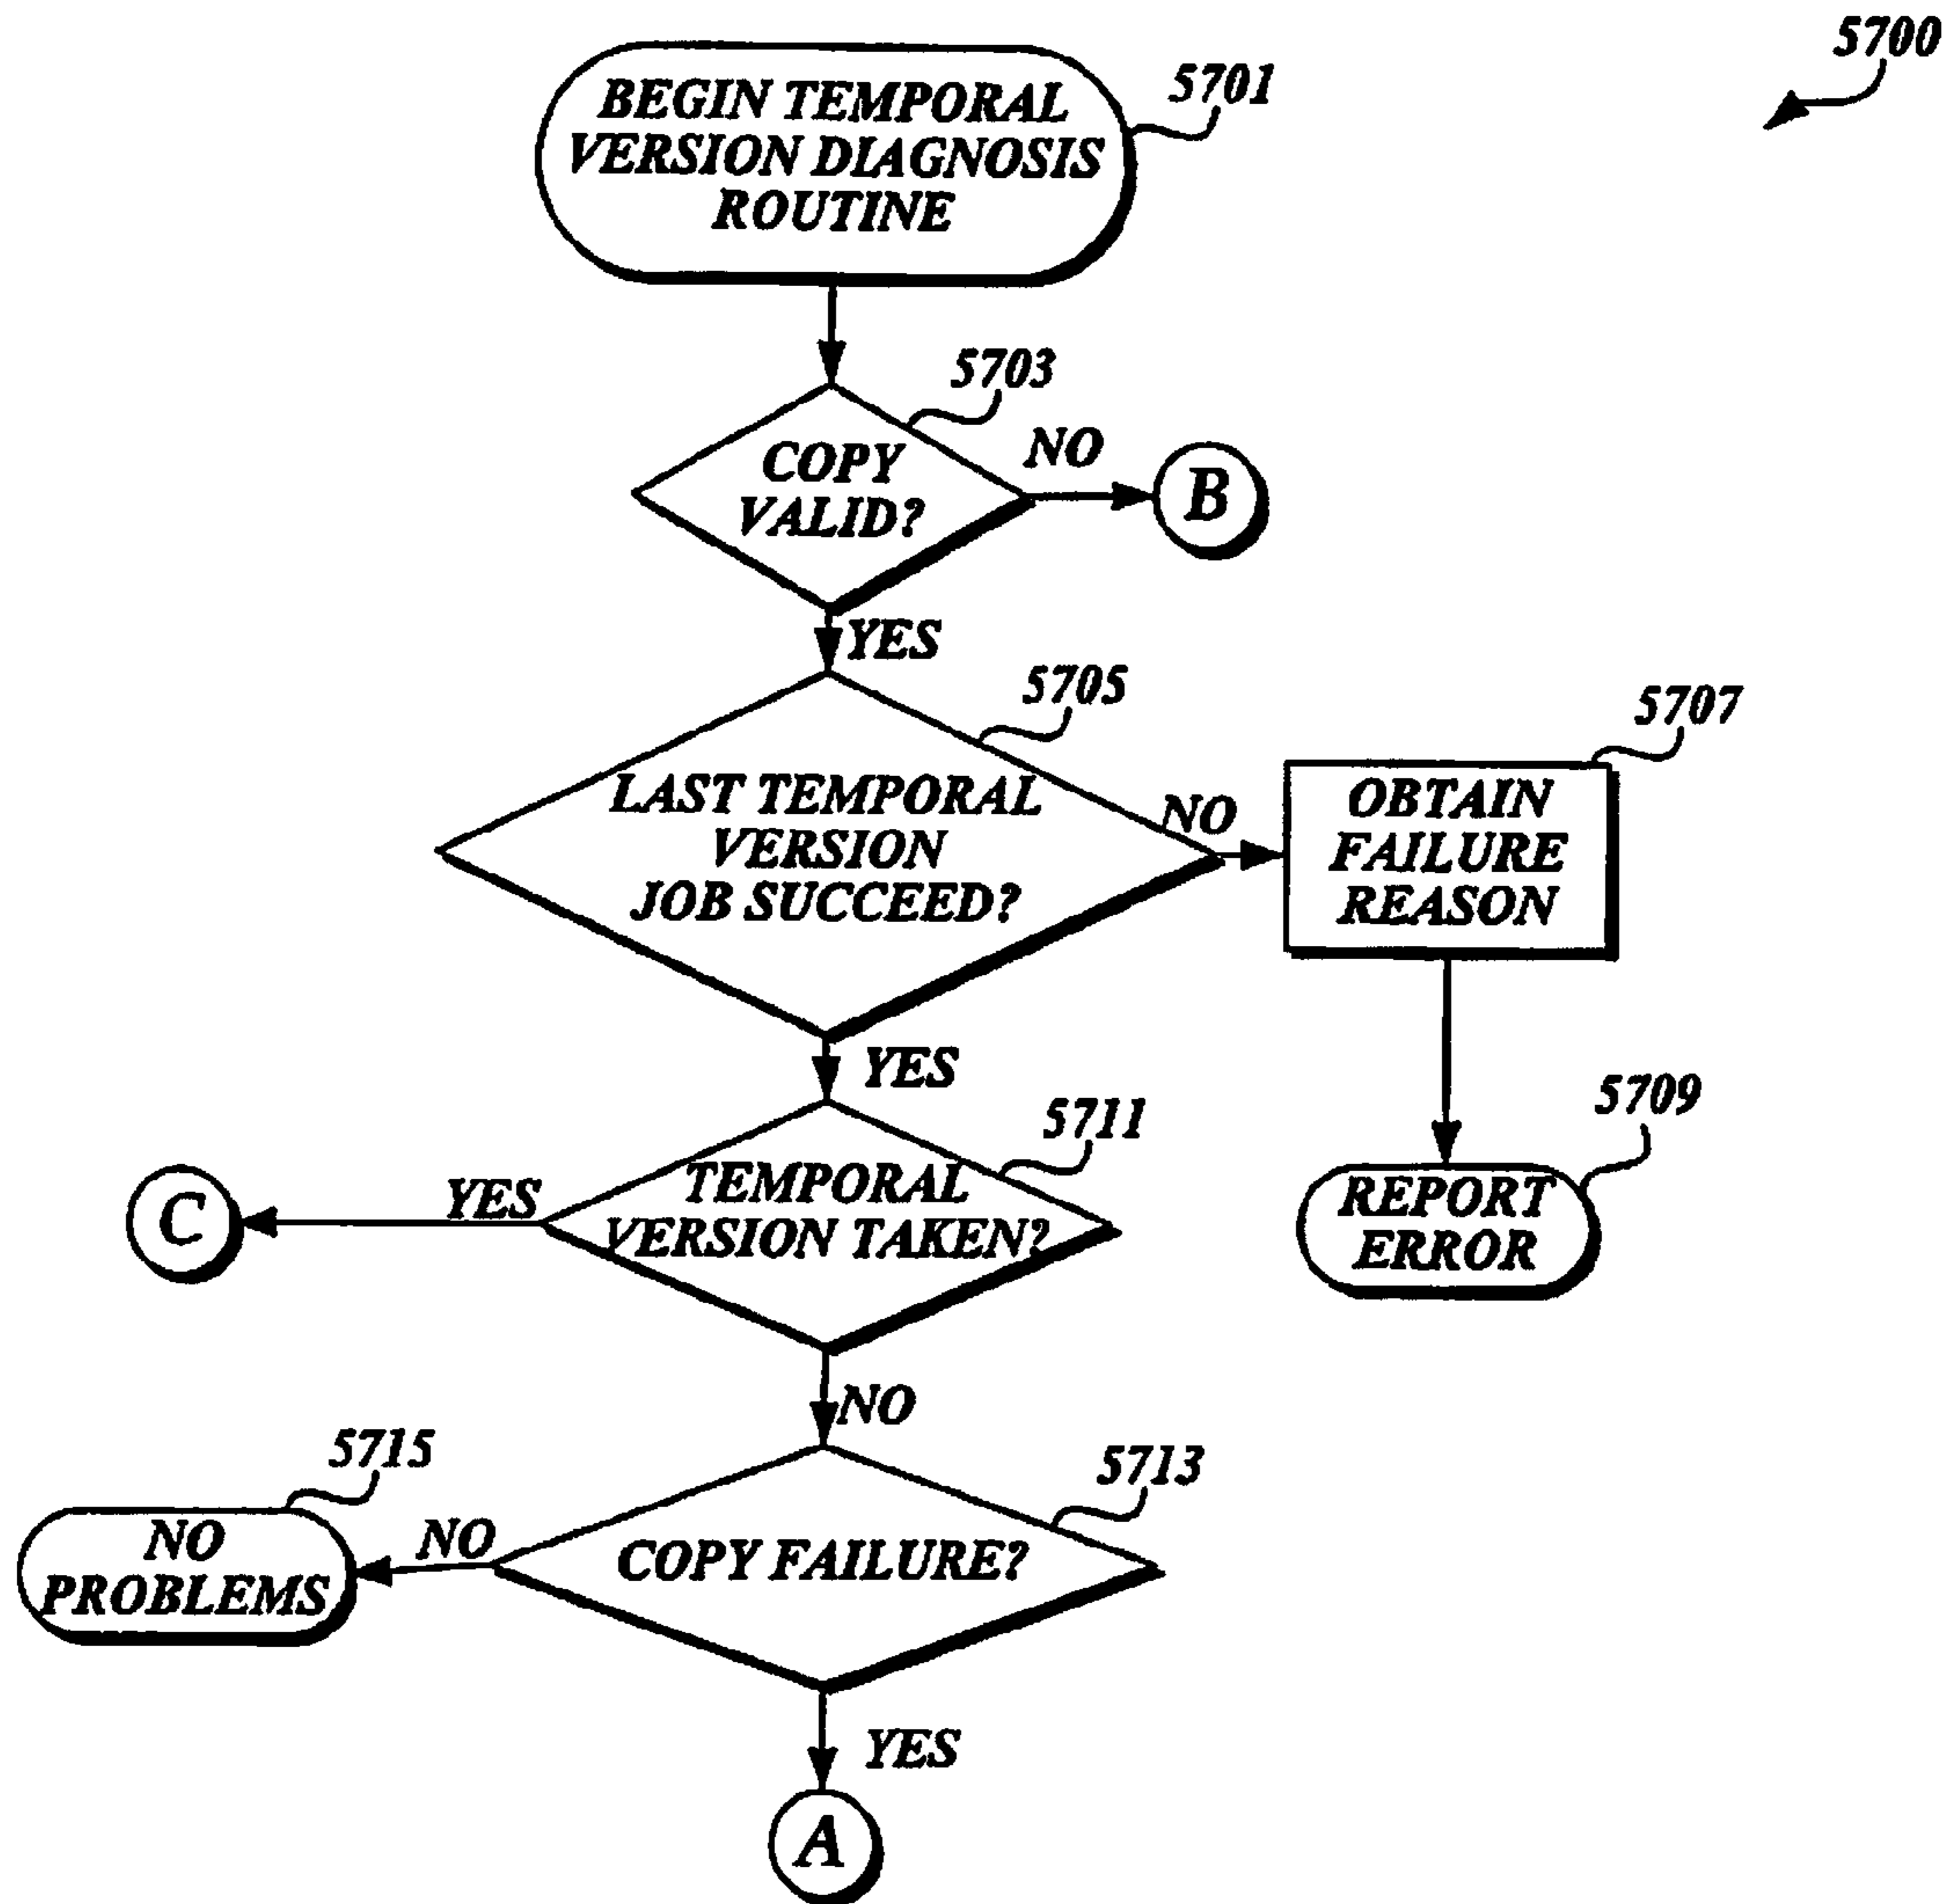 5700
5701
BEGIN TEMPORAL
VERSION DIAGNOSIS
ROUTINE
5703
COPY
VALID?
NO
B
YES
5705
LAST TEMPORAL
VERSION
JOB SUCCEED?
NO
5707
OBTAIN
FAILURE
REASON
YES
5711
TEMPORAL
VERSION TAKEN?
YES
C
5709
REPORT
ERROR
NO
5713
COPY FAILURE?
NO
5715
NO
PROBLEMS
YES
A